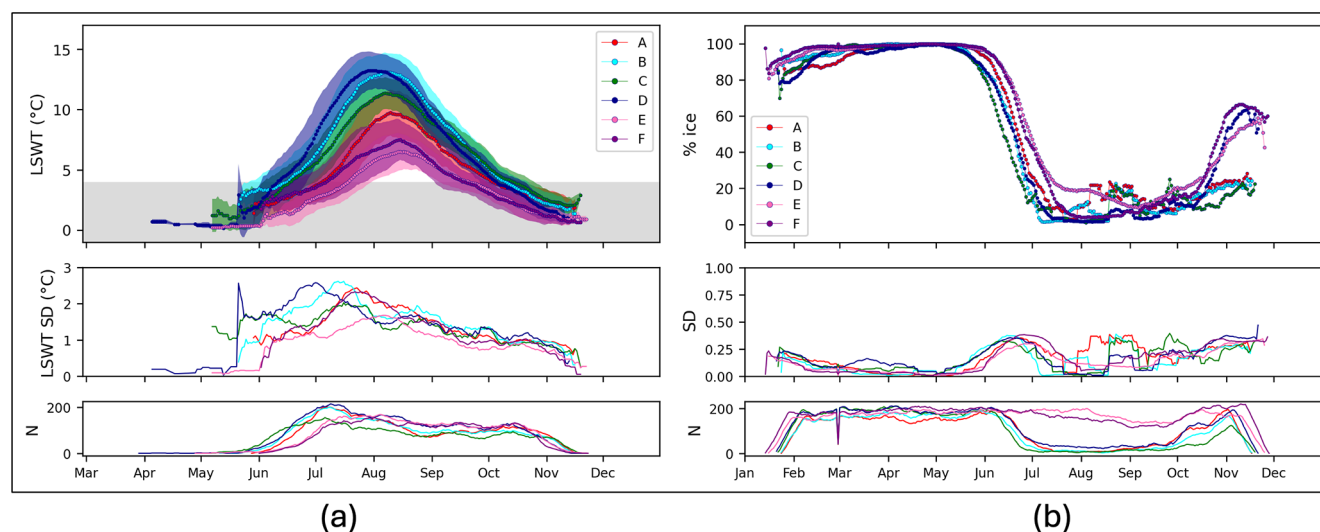 LSWT (°C)
15
10
5
0
A
B
C
D
E
F
LSWT SD (°C)
3
2
1
0
N
200
0
Mar Apr May Jun Jul Aug Sep Oct Nov Dec
(a)
% ice
100
80
60
40
20
0
A
B
C
D
E
F
SD
1.00
0.75
0.50
0.25
0.00
N
200
0
Jan Feb Mar Apr May Jun Jul Aug Sep Oct Nov Dec
(b)